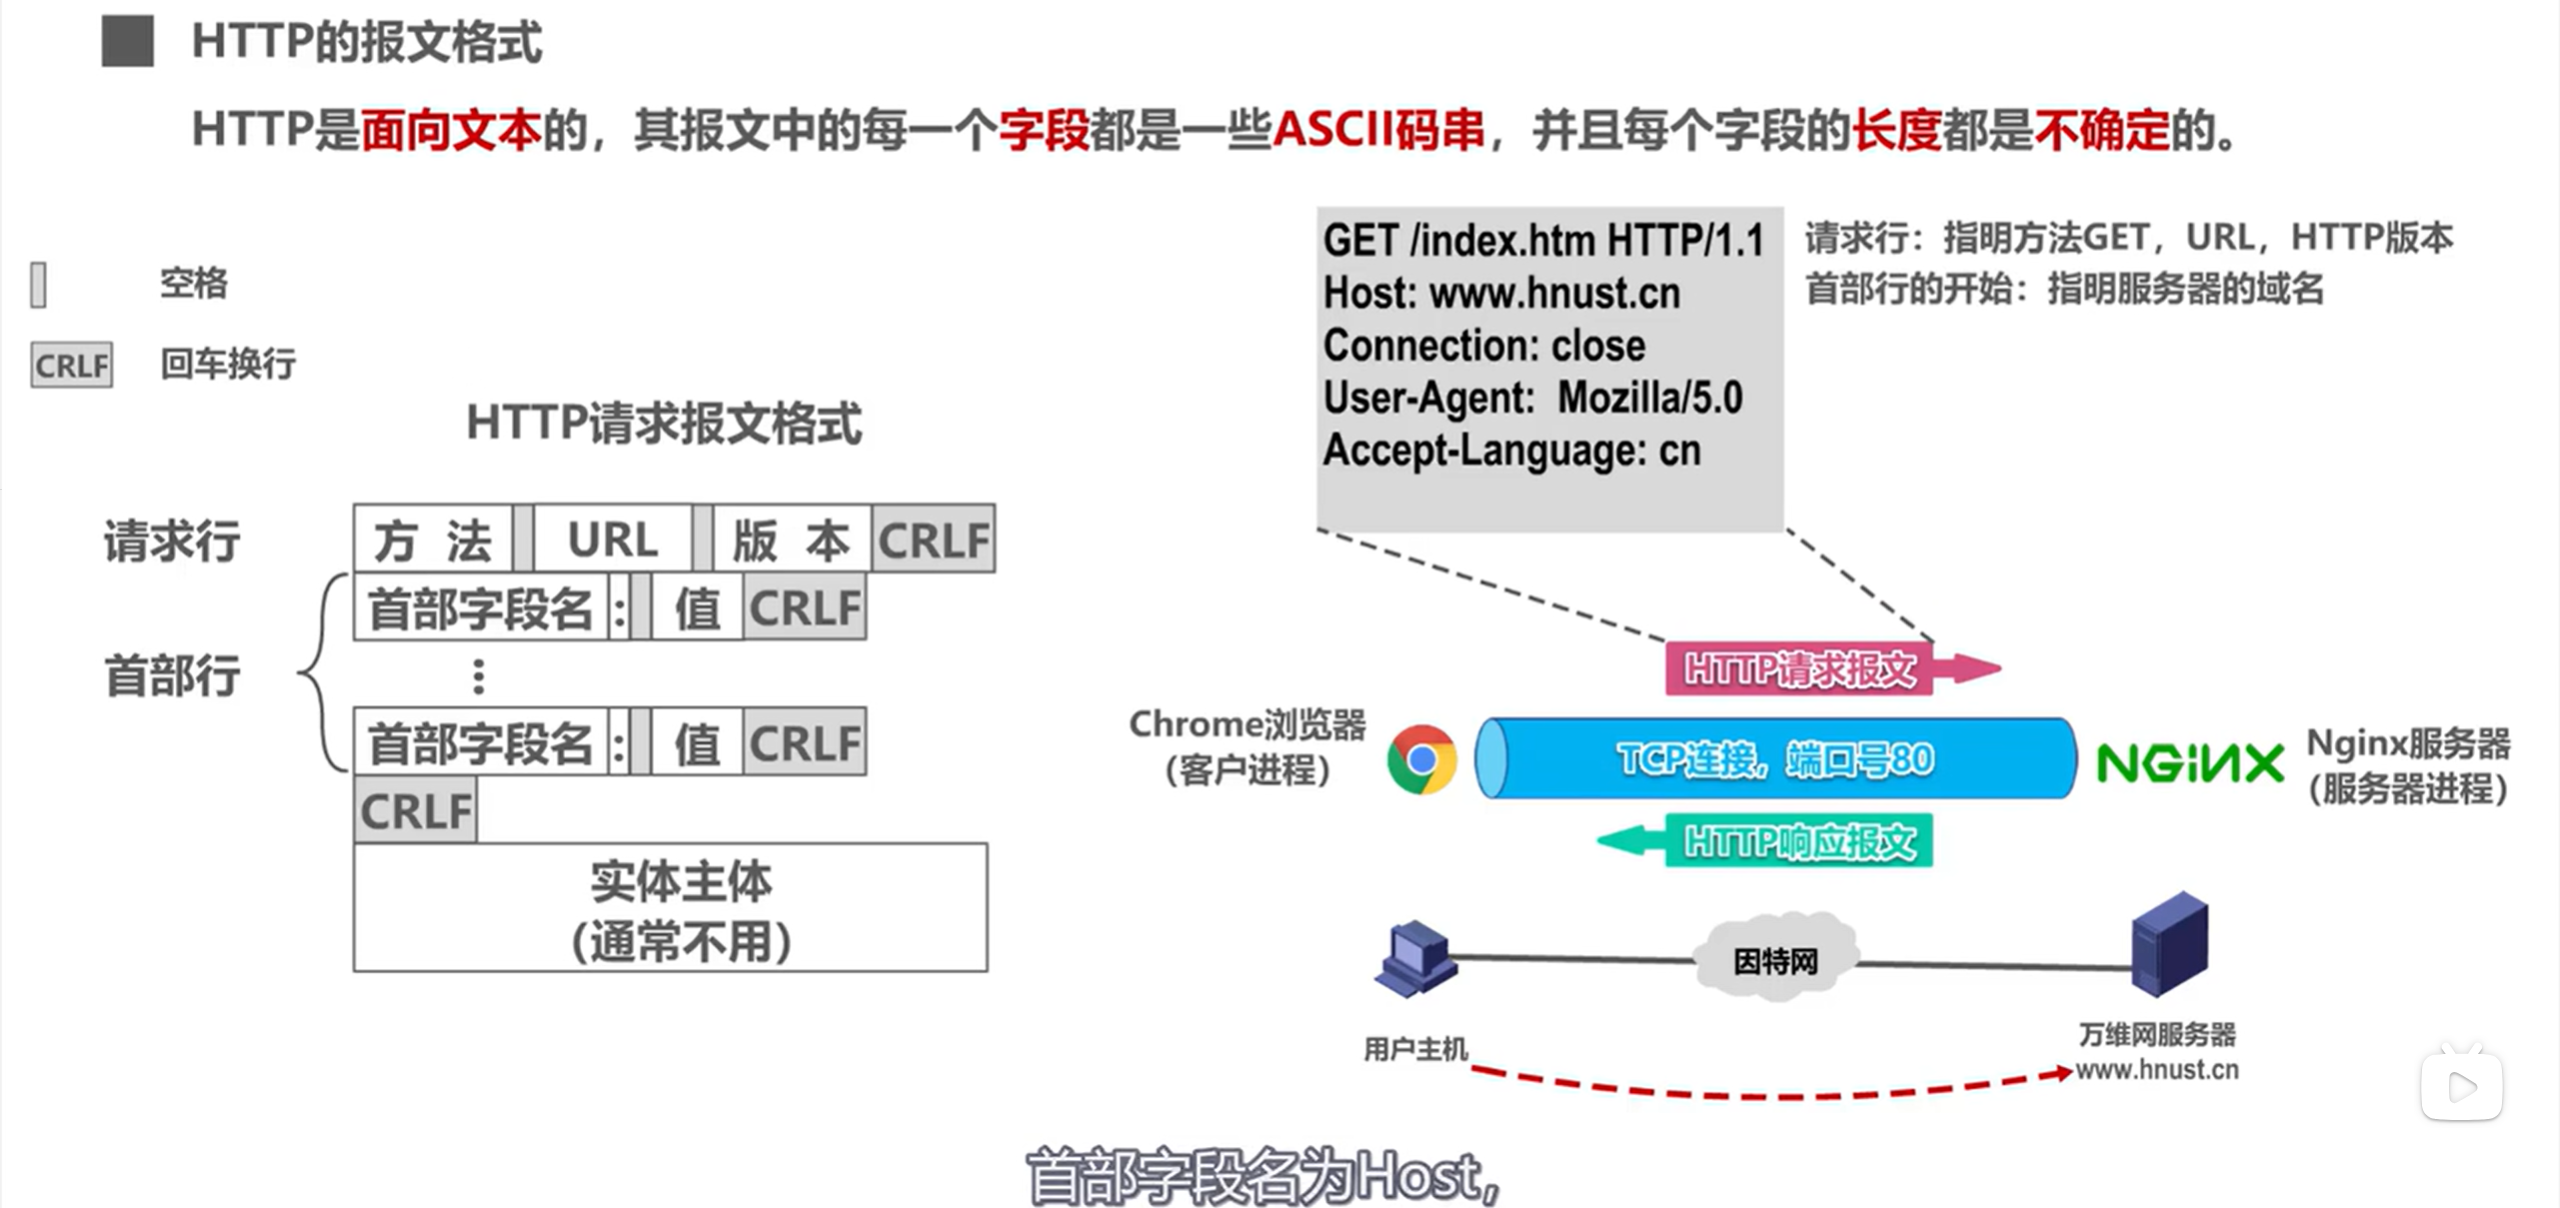 HTTP的报文格式
HTTP是面向文本的，其报文中的每一个字段都是一些ASCII码串，并且每个字段的长度都是不确定的。
空格
CRLF 回车换行
HTTP请求报文格式
请求行 方 法 URL 版 本 CRLF
首部行
首部字段名 : 值 CRLF
⋮
首部字段名 : 值 CRLF
CRLF
实体主体
(通常不用)
GET /index.htm HTTP/1.1
Host: www.hnust.cn
Connection: close
User-Agent: Mozilla/5.0
Accept-Language: cn
请求行：指明方法GET，URL，HTTP版本
首部行的开始：指明服务器的域名
HTTP请求报文
Chrome浏览器
(客户进程)
TCP连接，端口号80
NGiNX
Nginx服务器
(服务器进程)
HTTP响应报文
因特网
用户主机
万维网服务器
www.hnust.cn
首部字段名为Host,